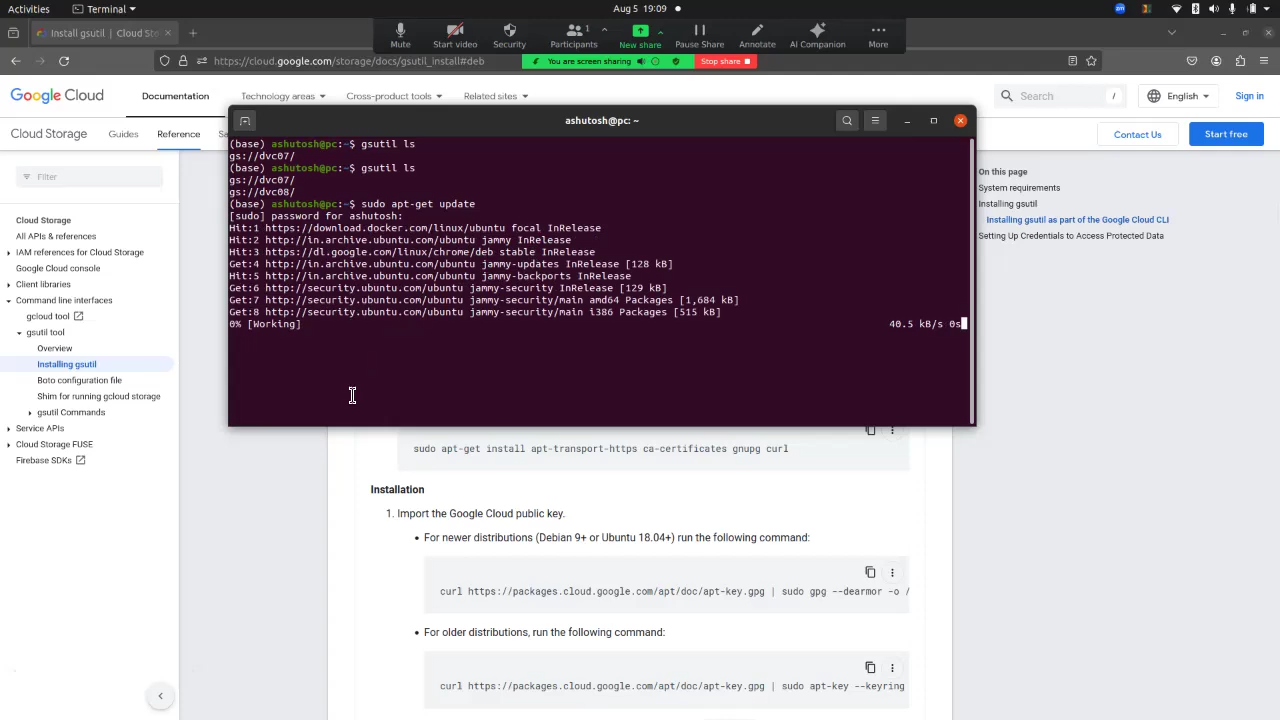 Activities
Terminal
Aug 5 19:09
Install gsutil | Cloud Sto
Mute
Start video
Security
Participants
1
New share
Pause Share
Annotate
AI Companion
More
https://cloud.google.com/storage/docs/gsutil_install#deb
You are screen sharing
Stop share
Google Cloud
Documentation
Technology areas
Cross-product tools
Related sites
Search
/
English
Sign in
Cloud Storage
Guides
Reference
Sa
Contact Us
Start free
ashutosh@pc: ~
(base) ashutosh@pc:~$ gsutil ls
gs://dvc07/
(base) ashutosh@pc:~$ gsutil ls
gs://dvc07/
gs://dvc08/
(base) ashutosh@pc:~$ sudo apt-get update
[sudo] password for ashutosh:
Hit:1 https://download.docker.com/linux/ubuntu focal InRelease
Hit:2 http://in.archive.ubuntu.com/ubuntu jammy InRelease
Hit:3 https://dl.google.com/linux/chrome/deb stable InRelease
Get:4 http://in.archive.ubuntu.com/ubuntu jammy-updates InRelease [128 kB]
Hit:5 http://in.archive.ubuntu.com/ubuntu jammy-backports InRelease
Get:6 http://security.ubuntu.com/ubuntu jammy-security InRelease [129 kB]
Get:7 http://security.ubuntu.com/ubuntu jammy-security/main amd64 Packages [1,684 kB]
Get:8 http://security.ubuntu.com/ubuntu jammy-security/main i386 Packages [515 kB]
0% [Working] 40.5 kB/s 0s
Filter
Cloud Storage
All APIs & references
IAM references for Cloud Storage
Google Cloud console
Client libraries
Command line interfaces
gcloud tool
gsutil tool
Overview
Installing gsutil
Boto configuration file
Shim for running gcloud storage
gsutil Commands
Service APIs
Cloud Storage FUSE
Firebase SDKs
On this page
System requirements
Installing gsutil
Installing gsutil as part of the Google Cloud CLI
Setting Up Credentials to Access Protected Data
sudo apt-get install apt-transport-https ca-certificates gnupg curl
Installation
1. Import the Google Cloud public key.
• For newer distributions (Debian 9+ or Ubuntu 18.04+) run the following command:
curl https://packages.cloud.google.com/apt/doc/apt-key.gpg | sudo gpg --dearmor -o /
• For older distributions, run the following command:
curl https://packages.cloud.google.com/apt/doc/apt-key.gpg | sudo apt-key --keyring